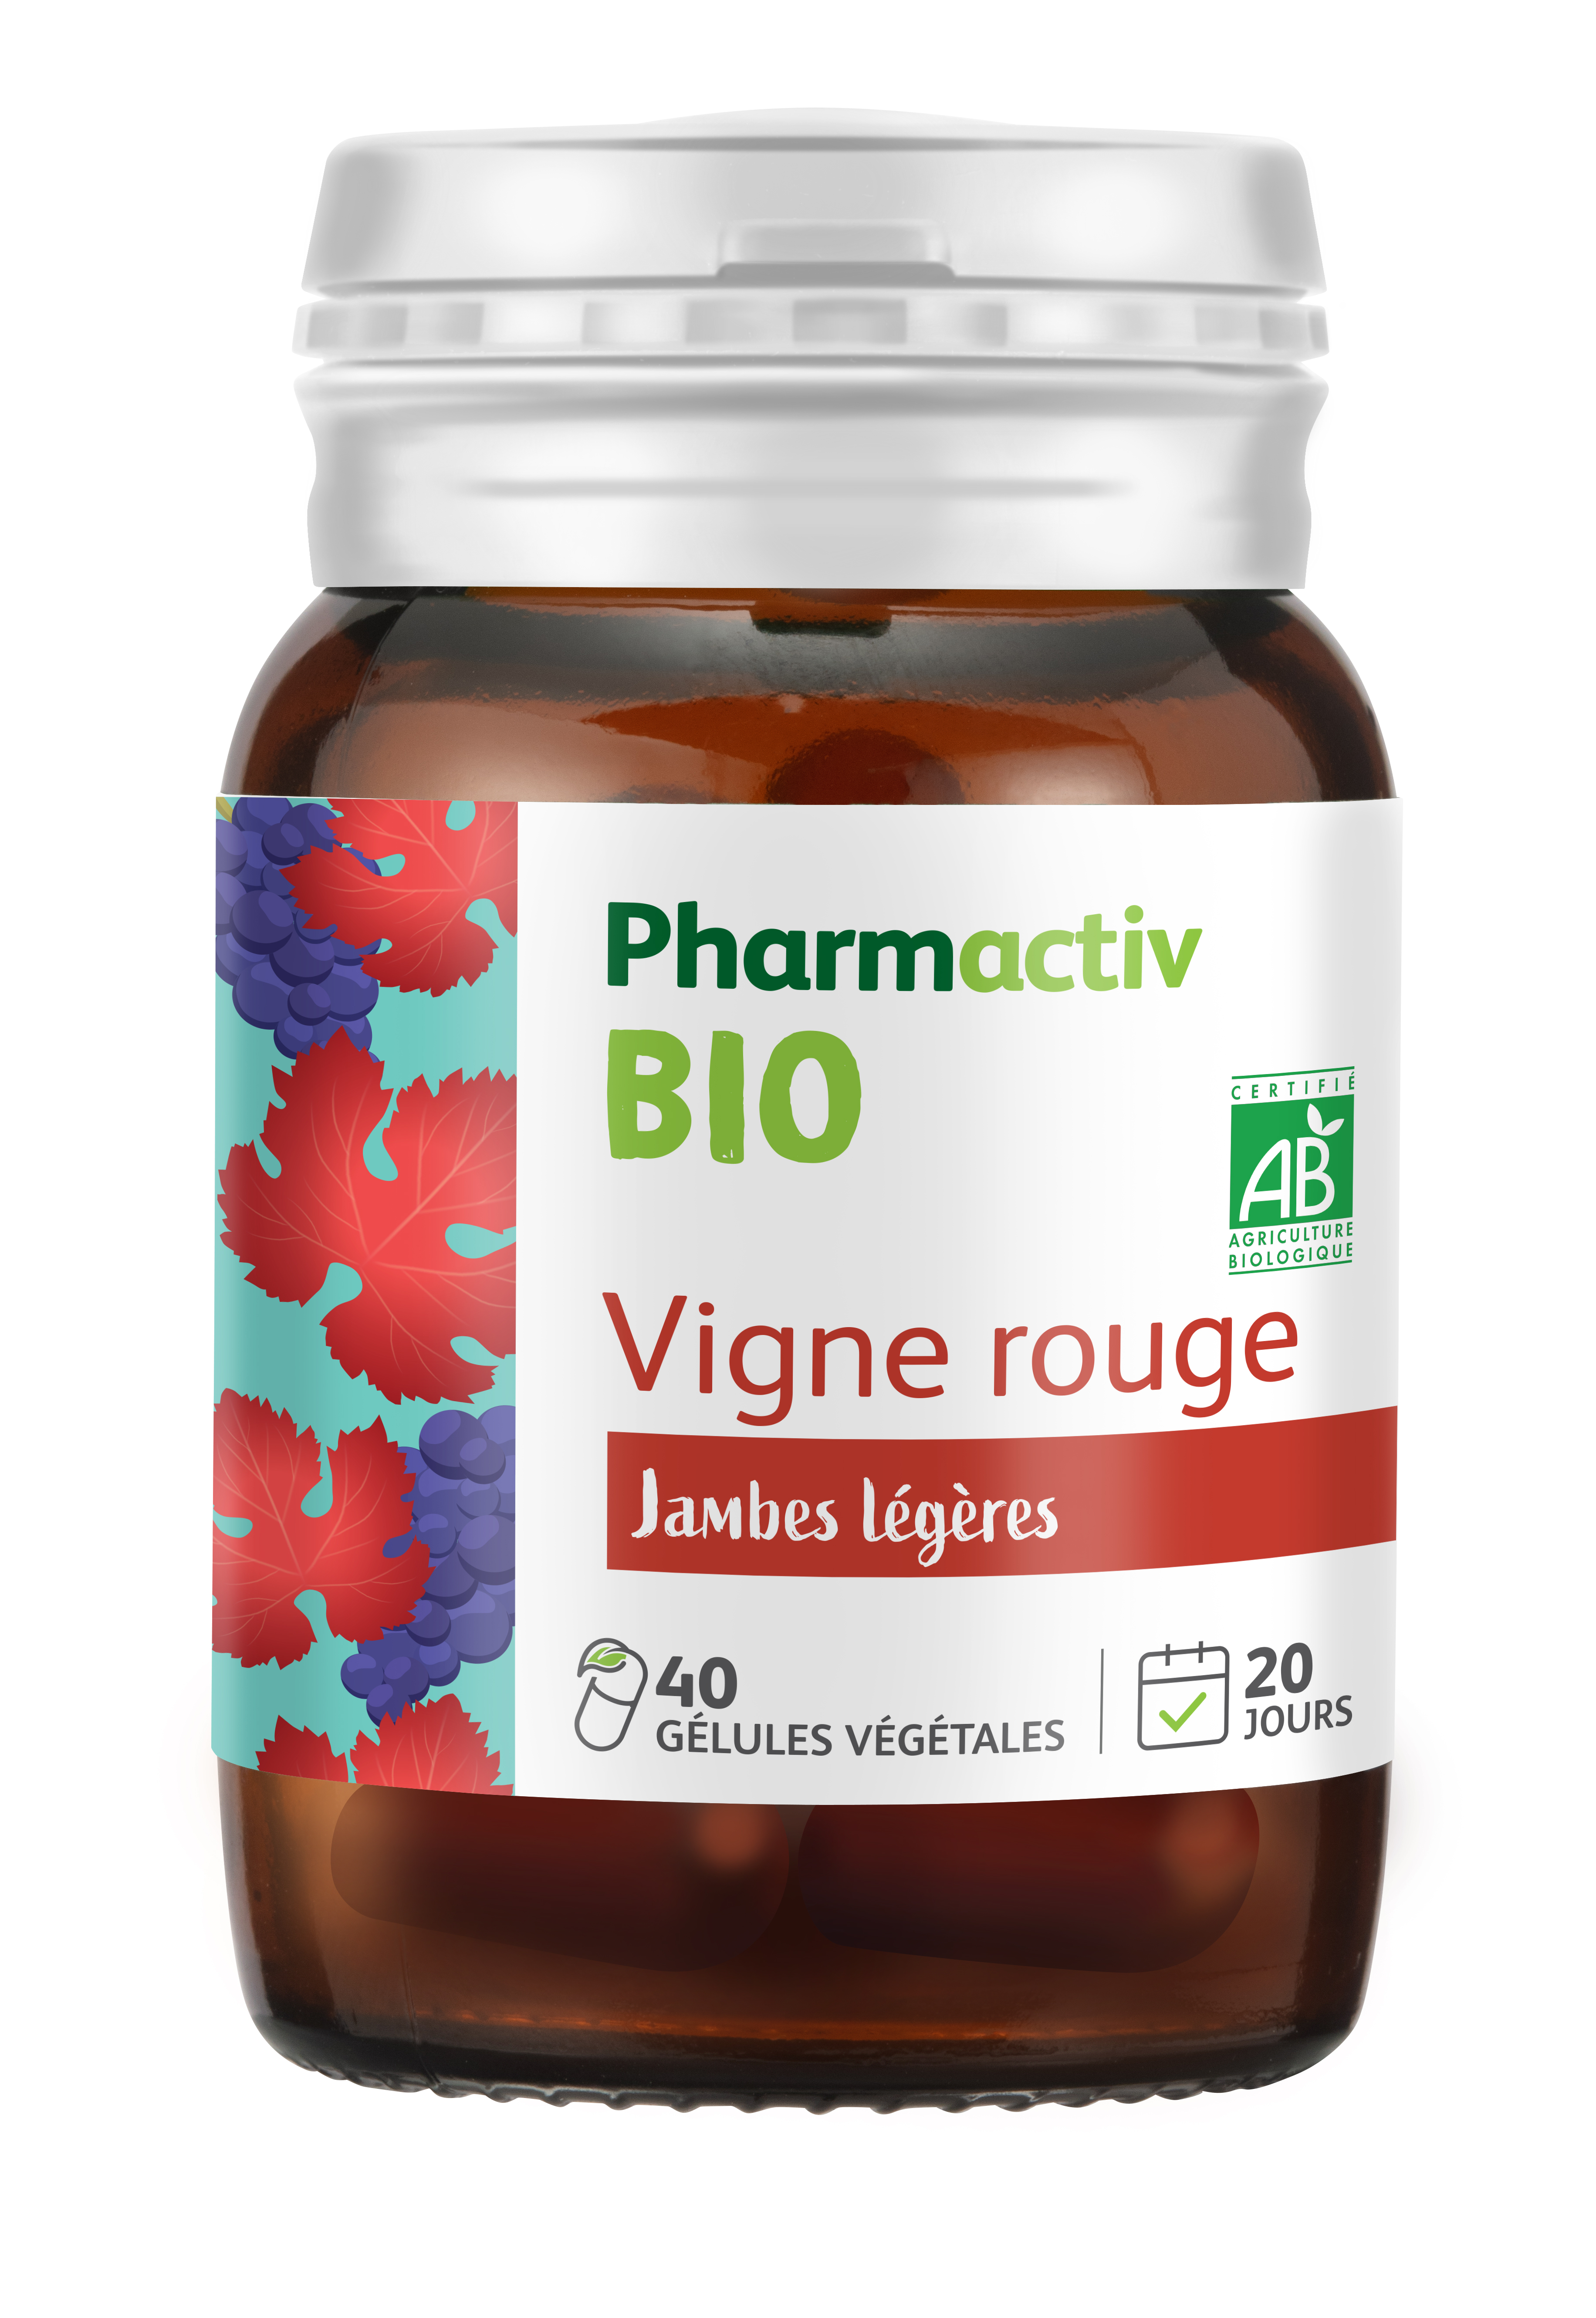 Pharmactiv
BIO
CERTIFIÉ
AB
AGRICULTURE
BIOLOGIQUE
Vigne rouge
Jambes légères
40
GÉLULES VÉGÉTALES
20
JOURS